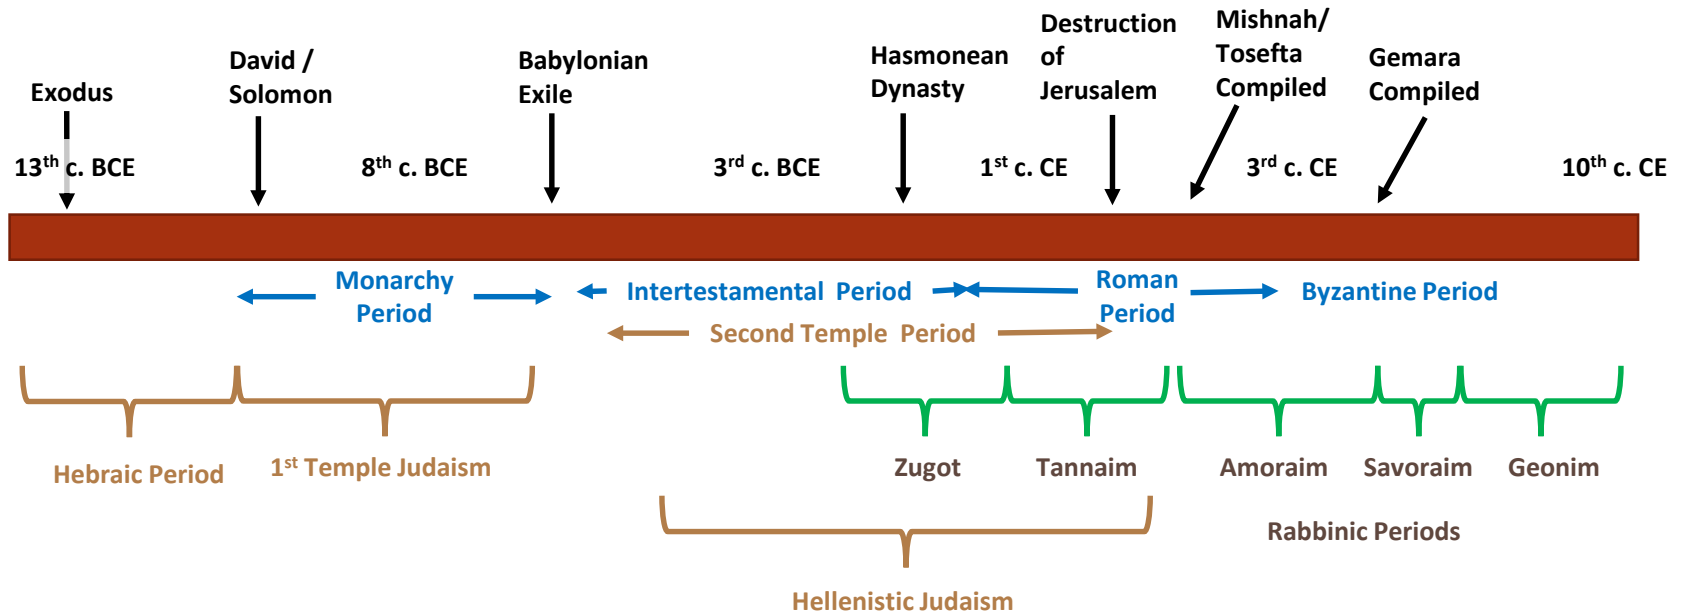 Exodus
David /
Solomon
Babylonian
Exile
Hasmonean
Dynasty
Destruction
of
Jerusalem
Mishnah/
Tosefta
Compiled
Gemara
Compiled
13th c. BCE
8th c. BCE
3rd c. BCE
1st c. CE
3rd c. CE
10th c. CE
Monarchy
Period
Intertestamental Period
Roman
Period
Byzantine Period
Second Temple Period
Hebraic Period
1st Temple Judaism
Zugot
Tannaim
Amoraim
Savoraim
Geonim
Rabbinic Periods
Hellenistic Judaism